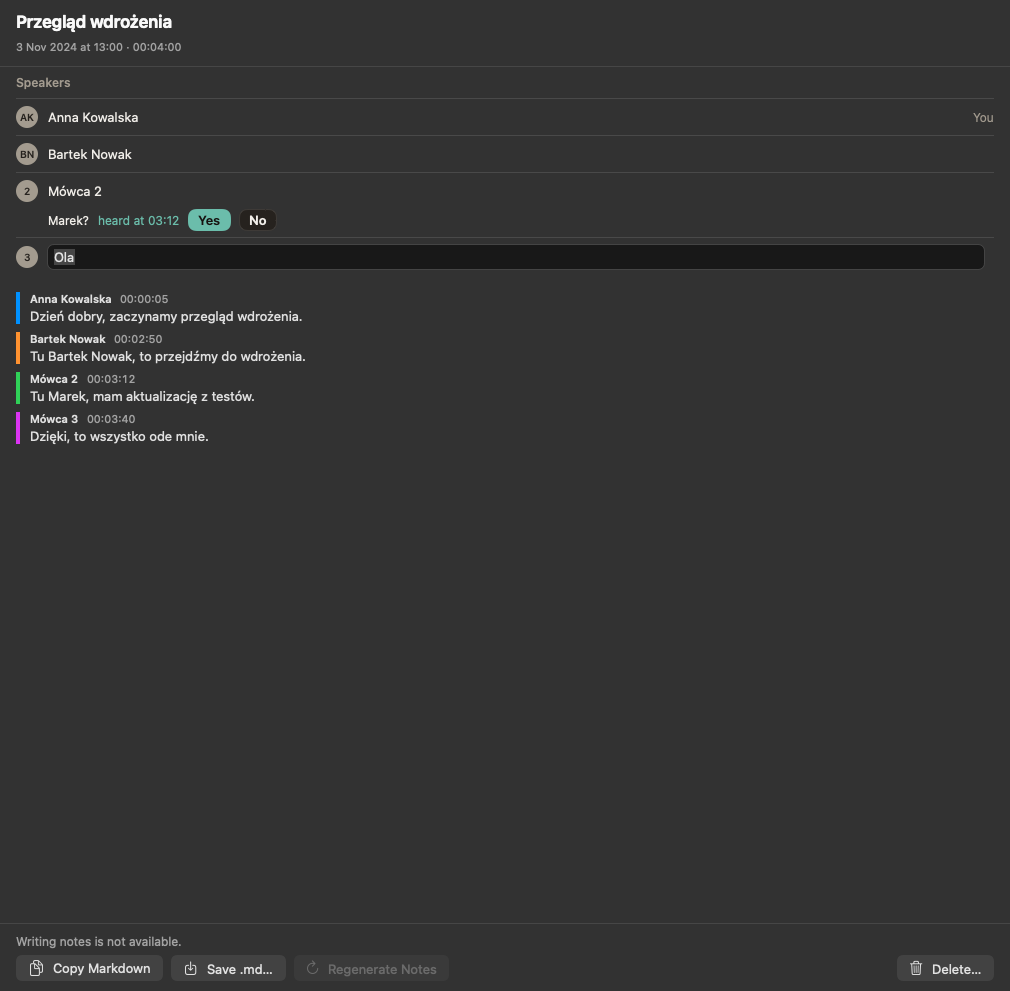 Przegląd wdrożenia
3 Nov 2024 at 13:00 · 00:04:00
Speakers
AK Anna Kowalska You
BN Bartek Nowak
2 Mówca 2
Marek? heard at 03:12 Yes No
3 Ola
Anna Kowalska 00:00:05
Dzień dobry, zaczynamy przegląd wdrożenia.
Bartek Nowak 00:02:50
Tu Bartek Nowak, to przejdźmy do wdrożenia.
Mówca 2 00:03:12
Tu Marek, mam aktualizację z testów.
Mówca 3 00:03:40
Dzięki, to wszystko ode mnie.
Writing notes is not available.
Copy Markdown Save .md... Regenerate Notes Delete...